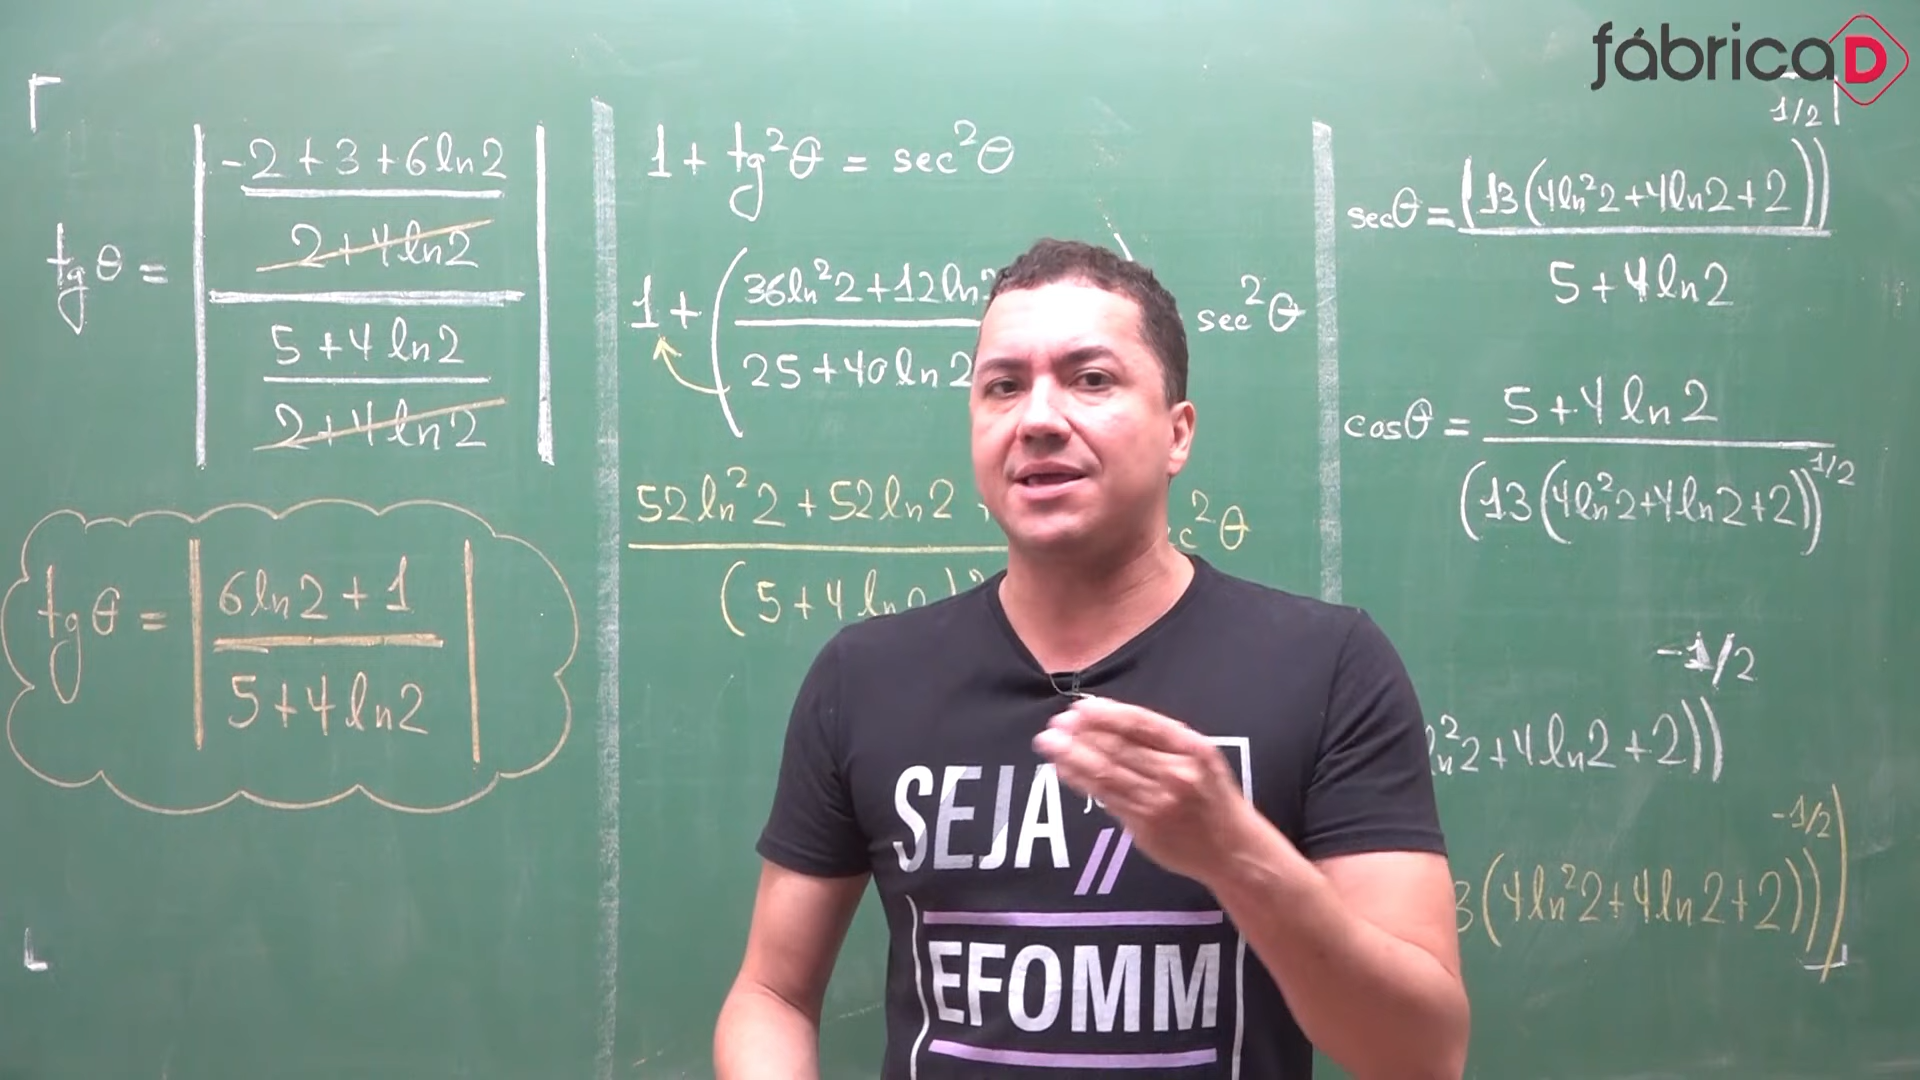 fábricaD
tgθ = | (-2 + 3 + 6ln2 / 2 + 4ln2) / (5 + 4ln2 / 2 + 4ln2) |
tgθ = | 6ln2 + 1 / 5 + 4ln2 |
1 + tg²θ = sec²θ
1 + ( 36ln²2 + 12ln / 25 + 40ln2 sec²θ
52ln²2 + 52ln2 / (5 + 4ln c²θ
secθ = (13(4ln²2+4ln2+2))^1/2 / 5 + 4ln2
cosθ = 5 + 4ln2 / (13(4ln²2+4ln2+2))^1/2
ln²2 + 4ln2 + 2))^-1/2
3(4ln²2+4ln2+2))^-1/2)
SEJA
EFOMM